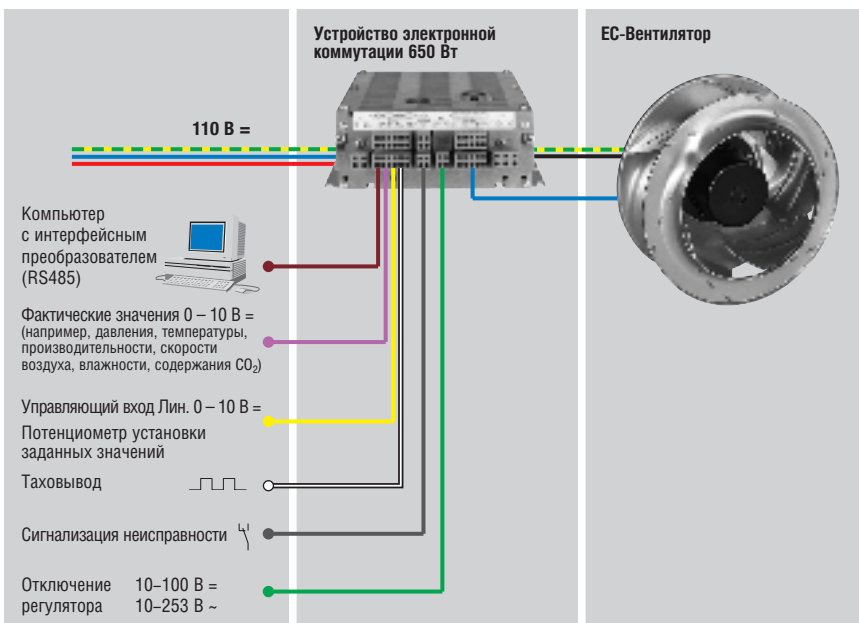 Устройство электронной
коммутации 650 Вт
ЕС-Вентилятор
110 В =
Компьютер
с интерфейсным
преобразователем
(RS485)
Фактические значения 0 – 10 В =
(например, давления, температуры,
производительности, скорости
воздуха, влажности, содержания CO₂)
Управляющий вход Лин. 0 – 10 В =
Потенциометр установки
заданных значений
Таховывод
Сигнализация неисправности
Отключение 10–100 В =
регулятора 10–253 В ~